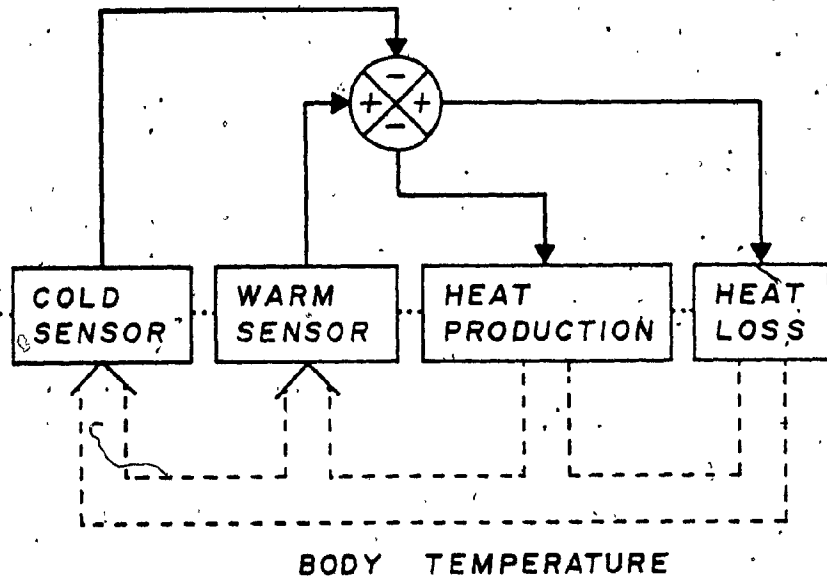 −
+ +
−
COLD
SENSOR
WARM
SENSOR
HEAT
PRODUCTION
HEAT
LOSS
BODY TEMPERATURE